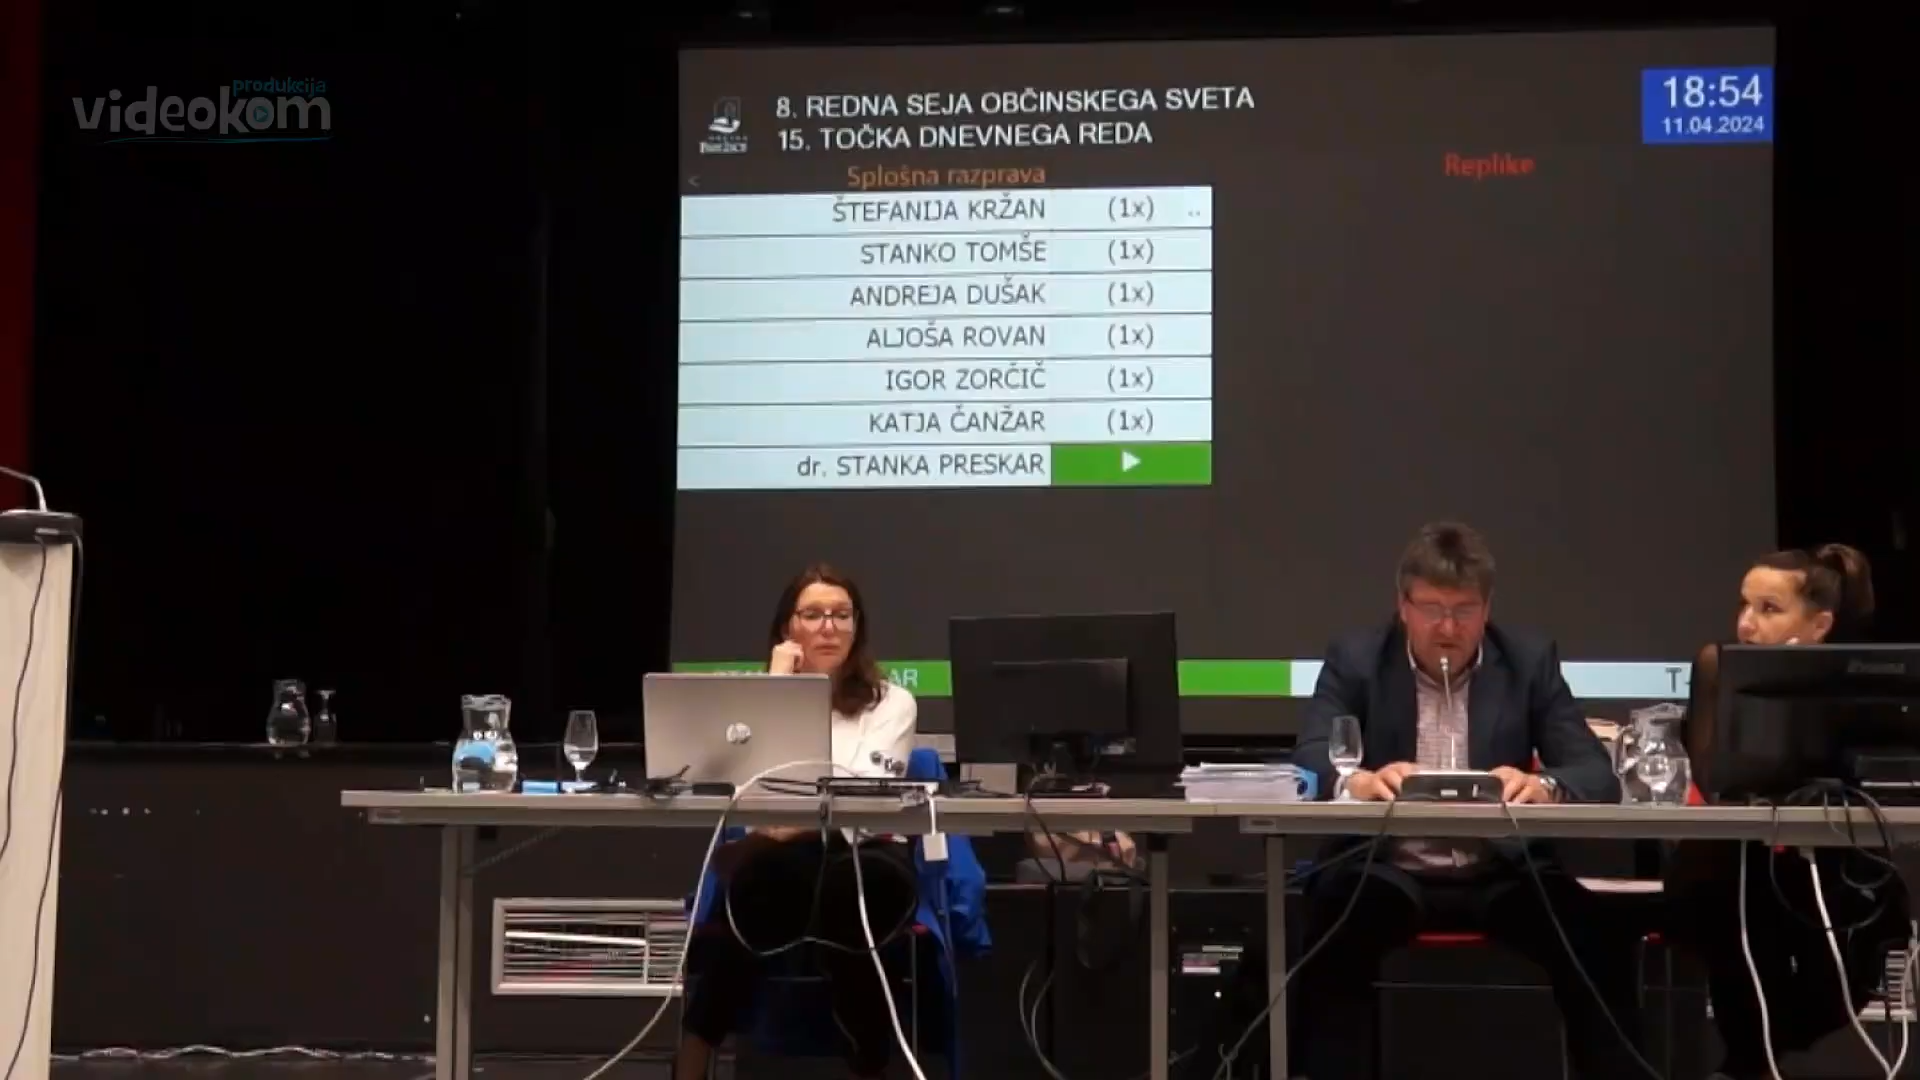 produkcija
videokom
8. REDNA SEJA OBČINSKEGA SVETA
15. TOČKA DNEVNEGA REDA
18:54
11.04.2024
Splošna razprava
Replike
<
ŠTEFANIJA KRŽAN (1x) ..
STANKO TOMŠE (1x)
ANDREJA DUŠAK (1x)
ALJOŠA ROVAN (1x)
IGOR ZORČIČ (1x)
KATJA ČANŽAR (1x)
dr. STANKA PRESKAR
AR
hp